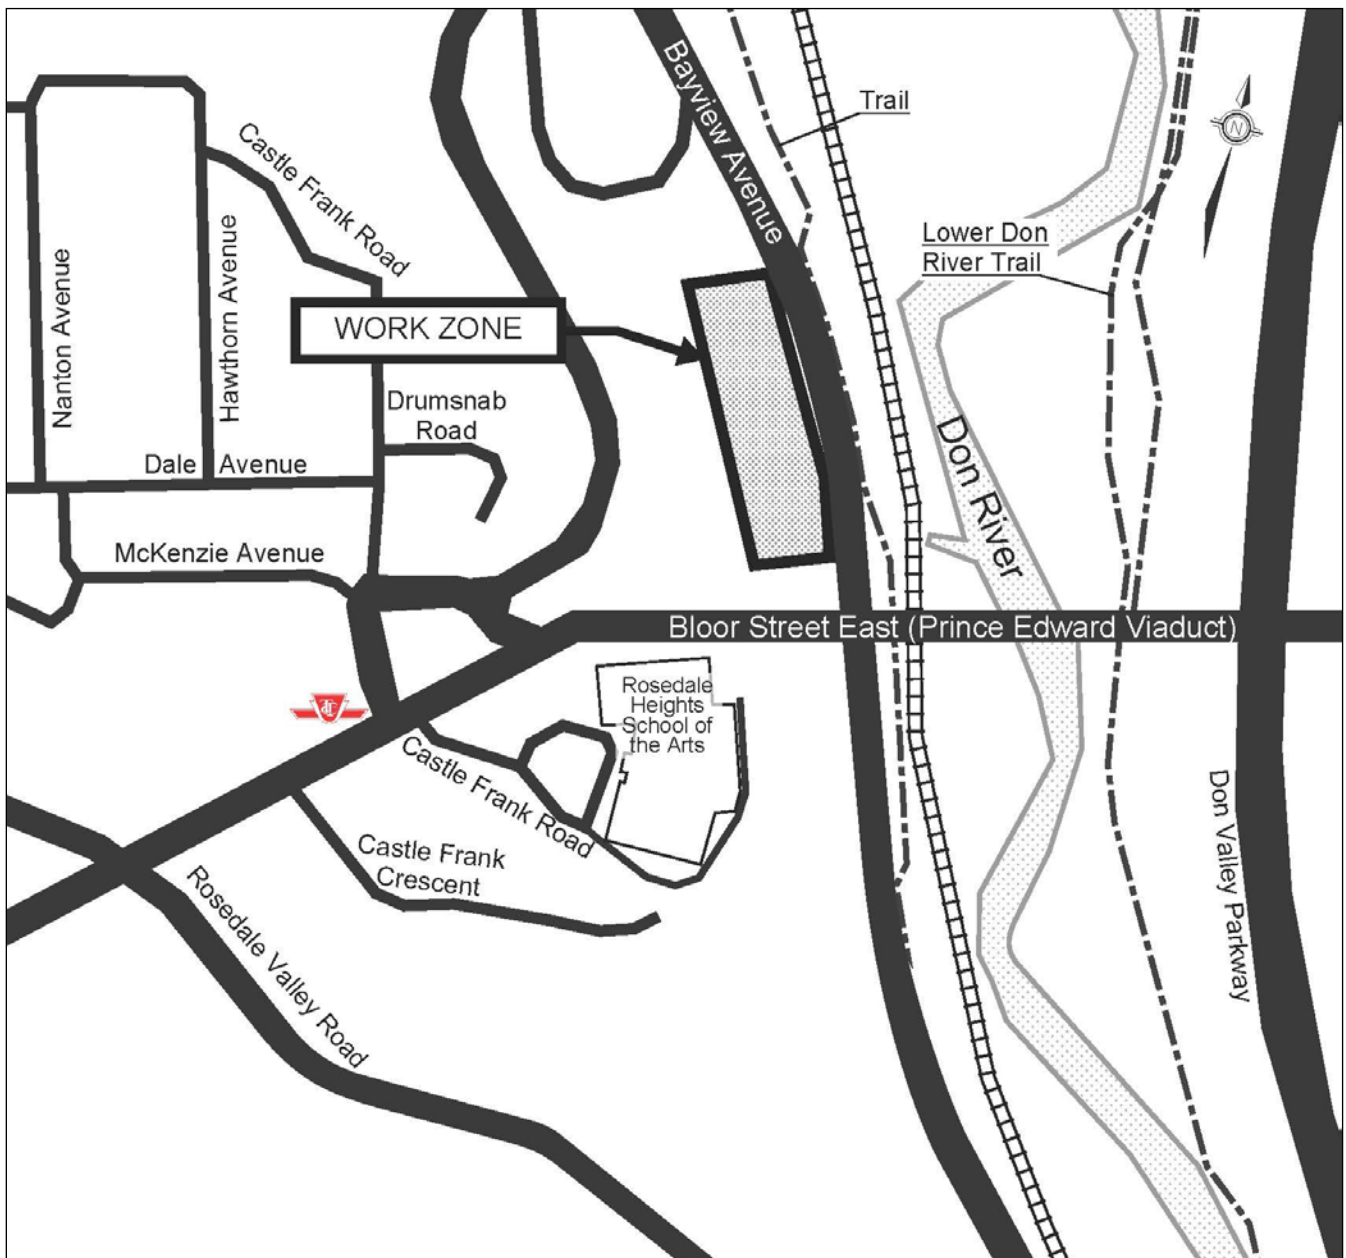 Bayview Avenue
Trail
N
Castle Frank Road
Lower Don
River Trail
Nanton Avenue
Hawthorn Avenue
WORK ZONE
Drumsnab
Road
Dale Avenue
Don River
McKenzie Avenue
Bloor Street East (Prince Edward Viaduct)
Rosedale
Heights
School of
the Arts
TTC
Castle Frank Road
Don Valley Parkway
Castle Frank
Crescent
Rosedale Valley Road